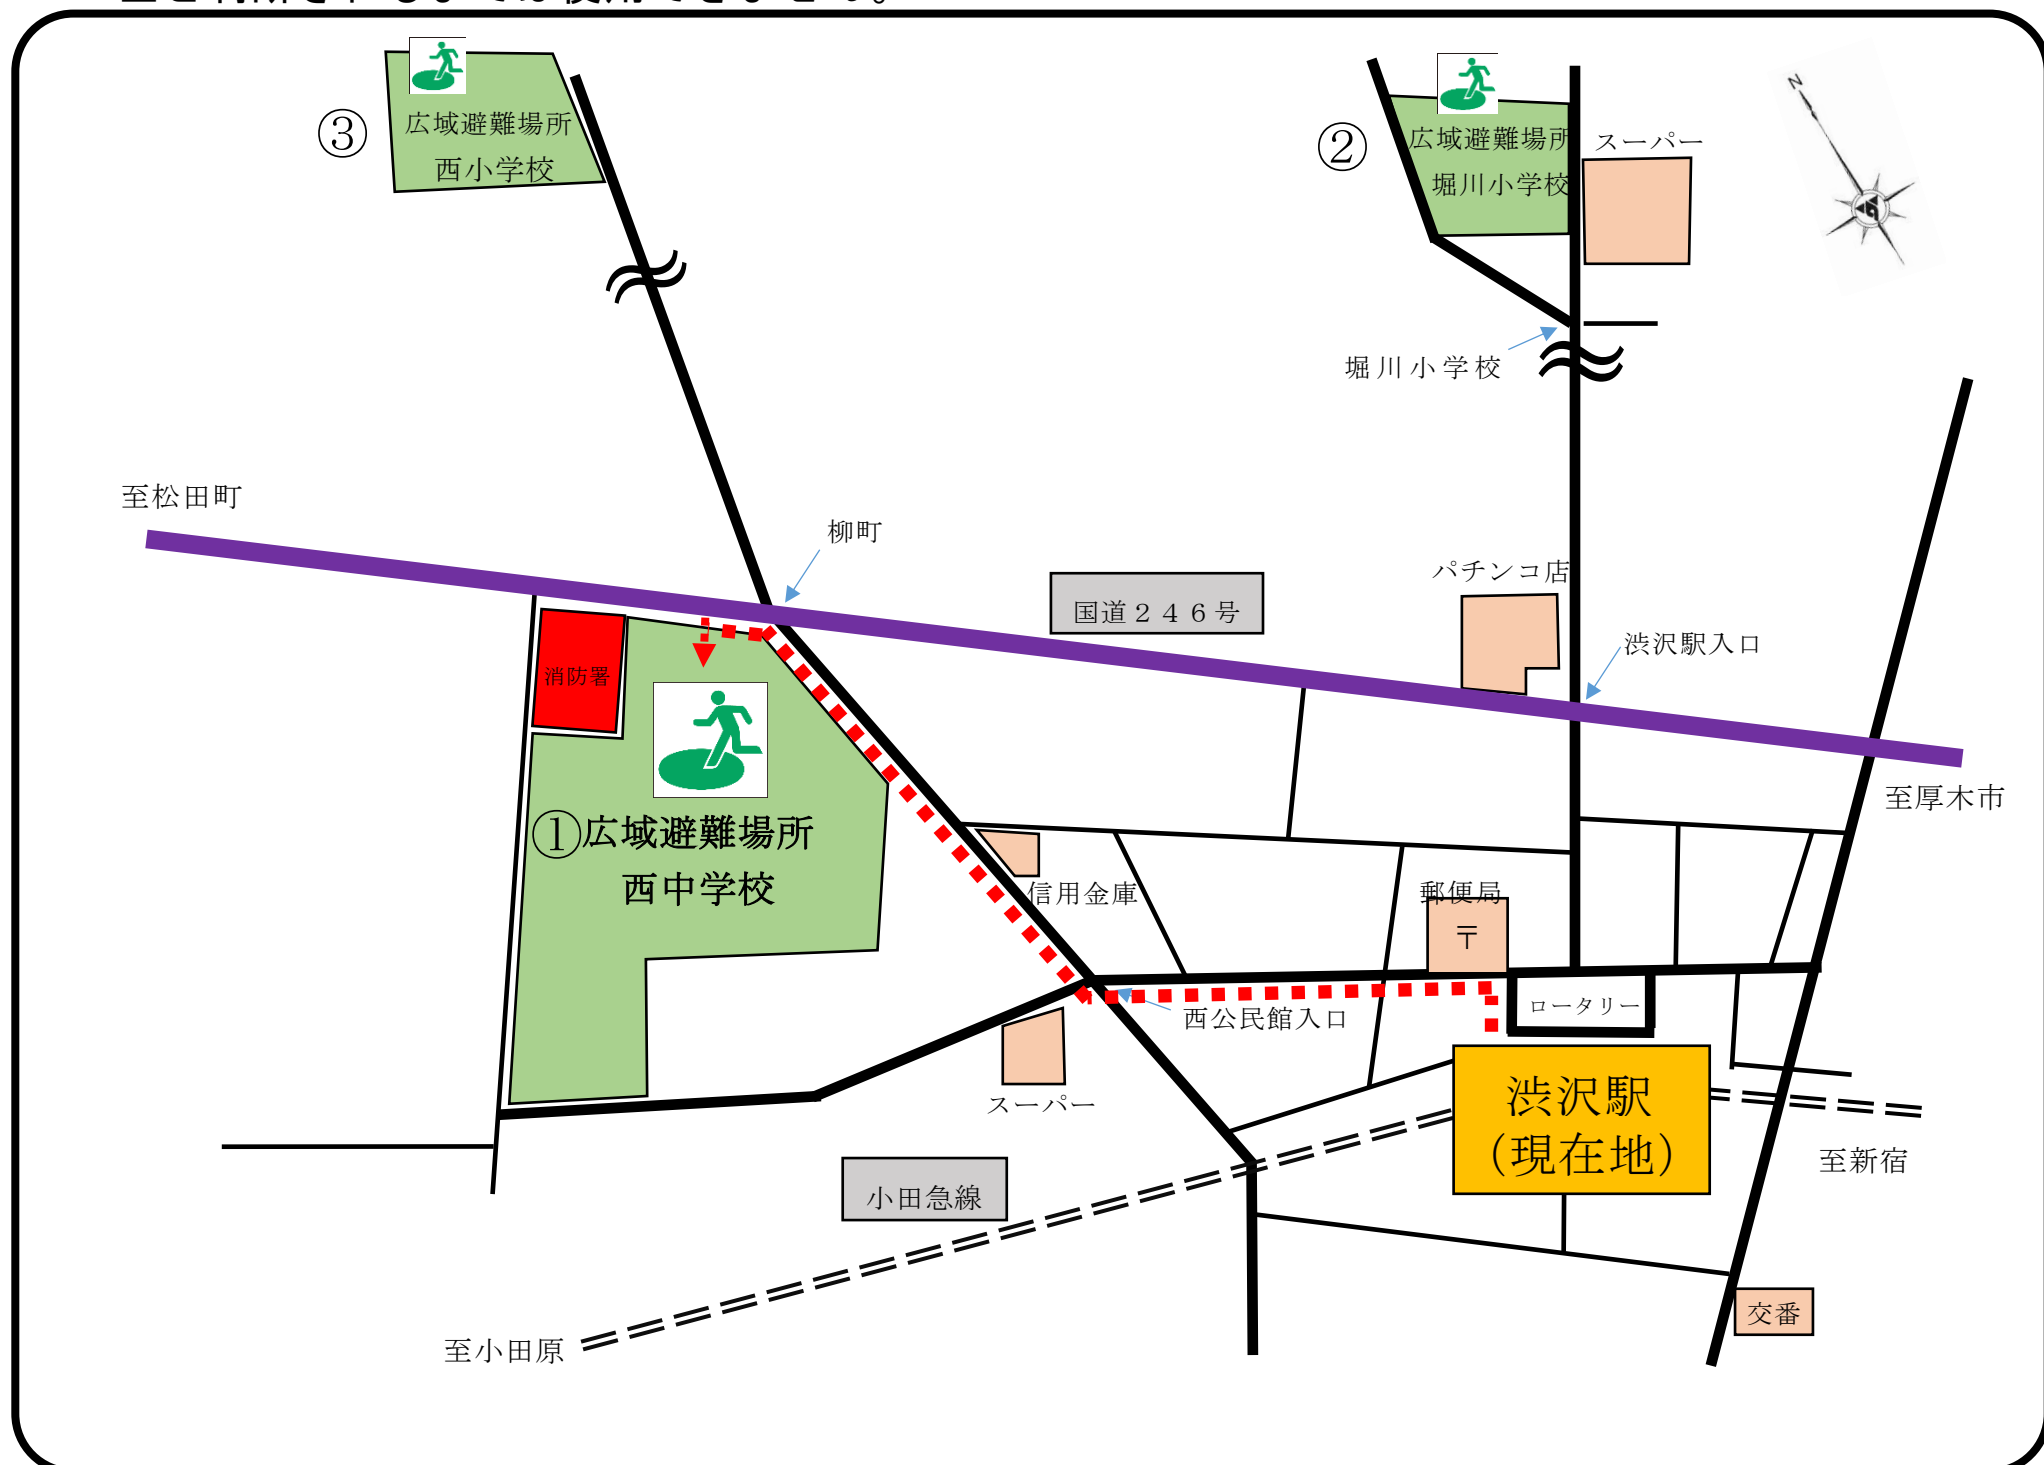 ③
広域避難場所
西小学校
②
広域避難場所
堀川小学校
スーパー
N
堀川小学校
至松田町
柳町
国道２４６号
パチンコ店
渋沢駅入口
至厚木市
消防署
①広域避難場所
西中学校
信用金庫
郵便局
〒
ロータリー
西公民館入口
スーパー
渋沢駅
（現在地）
至新宿
小田急線
交番
至小田原